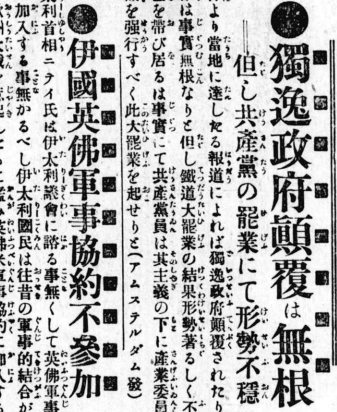 ●獨逸政府顛覆は無根
但し共産黨の罷業にて形勢不穩
より當地に達したる報道によれば獨逸政府顛覆されたり
は事實無根なりと但し鐵道大罷業の結果形勢著るしく不
を帶び居るは事實にて共産黨員は其主義の下に産業委員
を強行すべく此大罷業を起せりと(アムステルダム發)
●伊國英佛軍事協約不參加
利首相ニテイ氏は伊太利議會に諮る事無くして英佛軍事
加入する事無かるべし伊太利國民は往昔の軍事的結合が